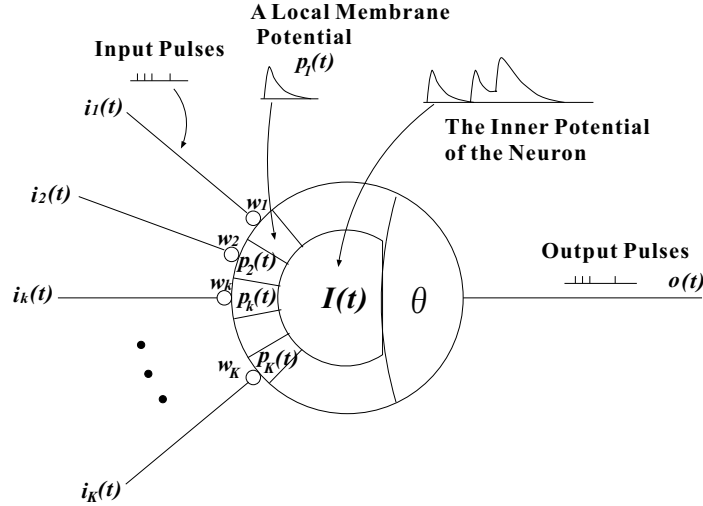 A Local Membrane
Potential
p1(t)
Input Pulses
i1(t)
The Inner Potential
of the Neuron
i2(t)
w1
w2
p2(t)
Output Pulses
ik(t)
wk
pk(t)
I(t)
θ
o(t)
wK
pK(t)
iK(t)